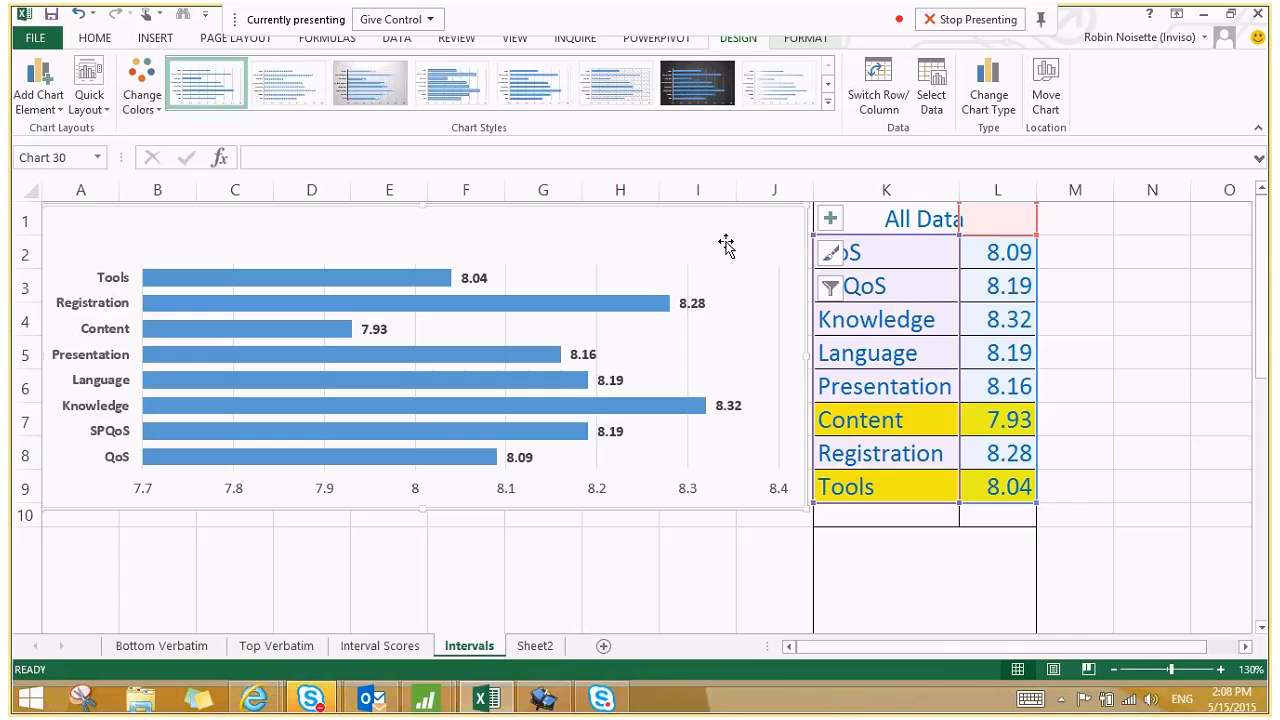 Currently presenting
Give Control
Stop Presenting
FILE HOME INSERT PAGE LAYOUT FORMULAS DATA REVIEW VIEW INQUIRE POWERPIVOT DESIGN FORMAT
Robin Noisette (Inviso)
Add Chart Element
Quick Layout
Change Colors
Switch Row/ Column
Select Data
Change Chart Type
Move Chart
Chart Layouts
Chart Styles
Data
Type
Location
Chart 30
fx
A B C D E F G H I J K L M N O
1 All Data
2 8.09
3 QoS 8.19
4 Knowledge 8.32
5 Language 8.19
6 Presentation 8.16
7 Content 7.93
8 Registration 8.28
9 Tools 8.04
10
Tools 8.04
Registration 8.28
Content 7.93
Presentation 8.16
Language 8.19
Knowledge 8.32
SPQoS 8.19
QoS 8.09
7.7 7.8 7.9 8 8.1 8.2 8.3 8.4
Bottom Verbatim Top Verbatim Interval Scores Intervals Sheet2
READY
130%
ENG
2:08 PM
5/15/2015